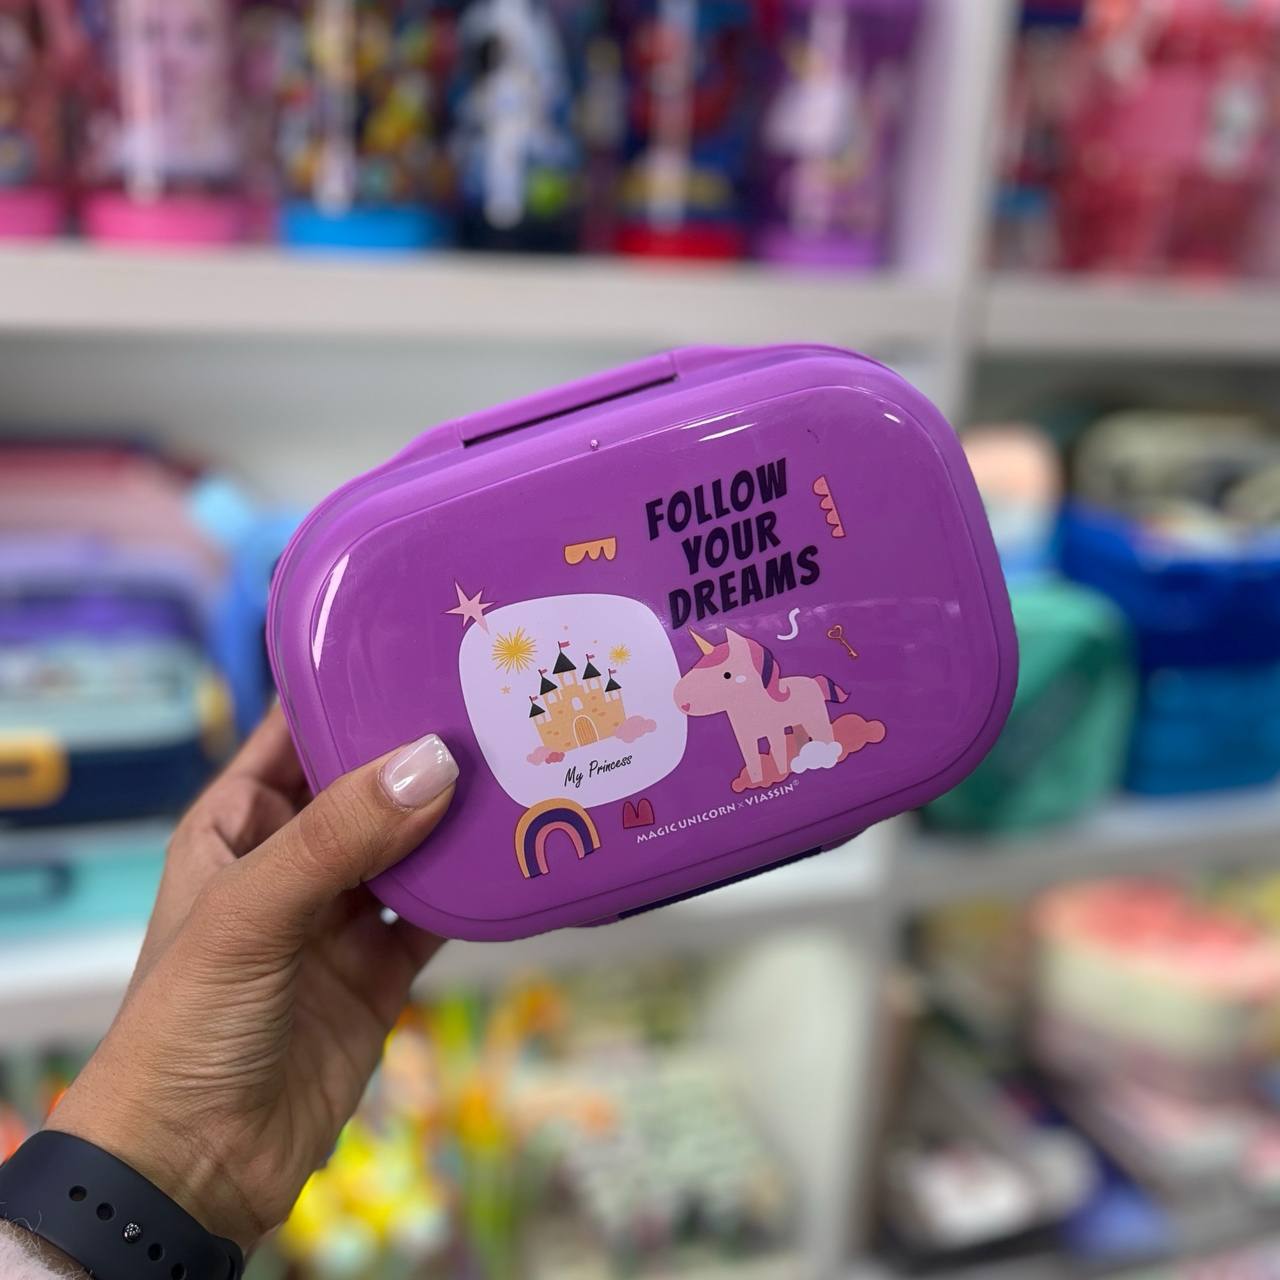 FOLLOW
YOUR
DREAMS
My Princess
MAGIC UNICORN x VIASSIN®